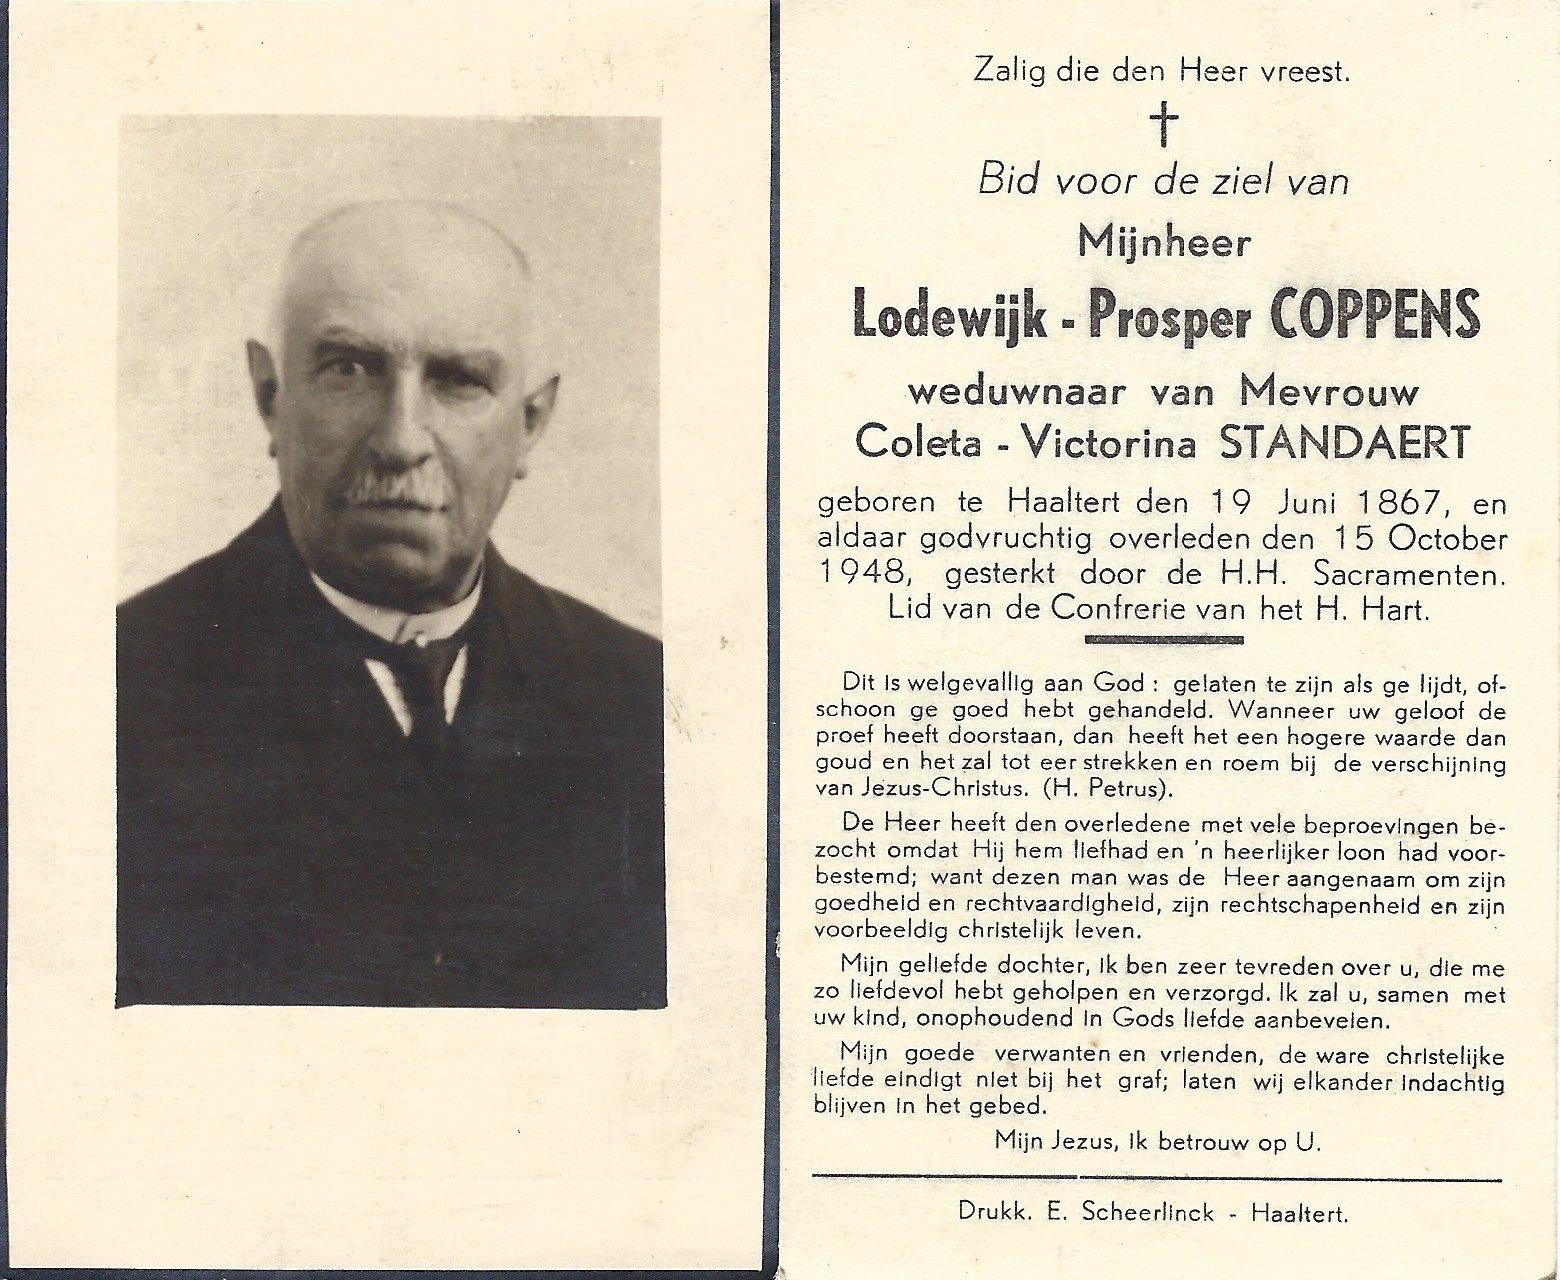 Zalig die den Heer vreest.
†
Bid voor de ziel van
Mijnheer
Lodewijk - Prosper COPPENS
weduwnaar van Mevrouw
Coleta - Victorina STANDAERT
geboren te Haaltert den 19 Juni 1867, en
aldaar godvruchtig overleden den 15 October
1948, gesterkt door de H.H. Sacramenten.
Lid van de Confrerie van het H. Hart.
Dit is welgevallig aan God : gelaten te zijn als ge lijdt, of-
schoon ge goed hebt gehandeld. Wanneer uw geloof de
proef heeft doorstaan, dan heeft het een hogere waarde dan
goud en het zal tot eer strekken en roem bij de verschijning
van Jezus-Christus. (H. Petrus).
De Heer heeft den overledene met vele beproevingen be-
zocht omdat Hij hem liefhad en 'n heerlijker loon had voor-
bestemd; want dezen man was de Heer aangenaam om zijn
goedheid en rechtvaardigheid, zijn rechtschapenheid en zijn
voorbeeldig christelijk leven.
Mijn geliefde dochter, ik ben zeer tevreden over u, die me
zo liefdevol hebt geholpen en verzorgd. Ik zal u, samen met
uw kind, onophoudend in Gods liefde aanbevelen.
Mijn goede verwanten en vrienden, de ware christelijke
liefde eindigt niet bij het graf; laten wij elkander indachtig
blijven in het gebed.
Mijn Jezus, ik betrouw op U.
Drukk. E. Scheerlinck - Haaltert.